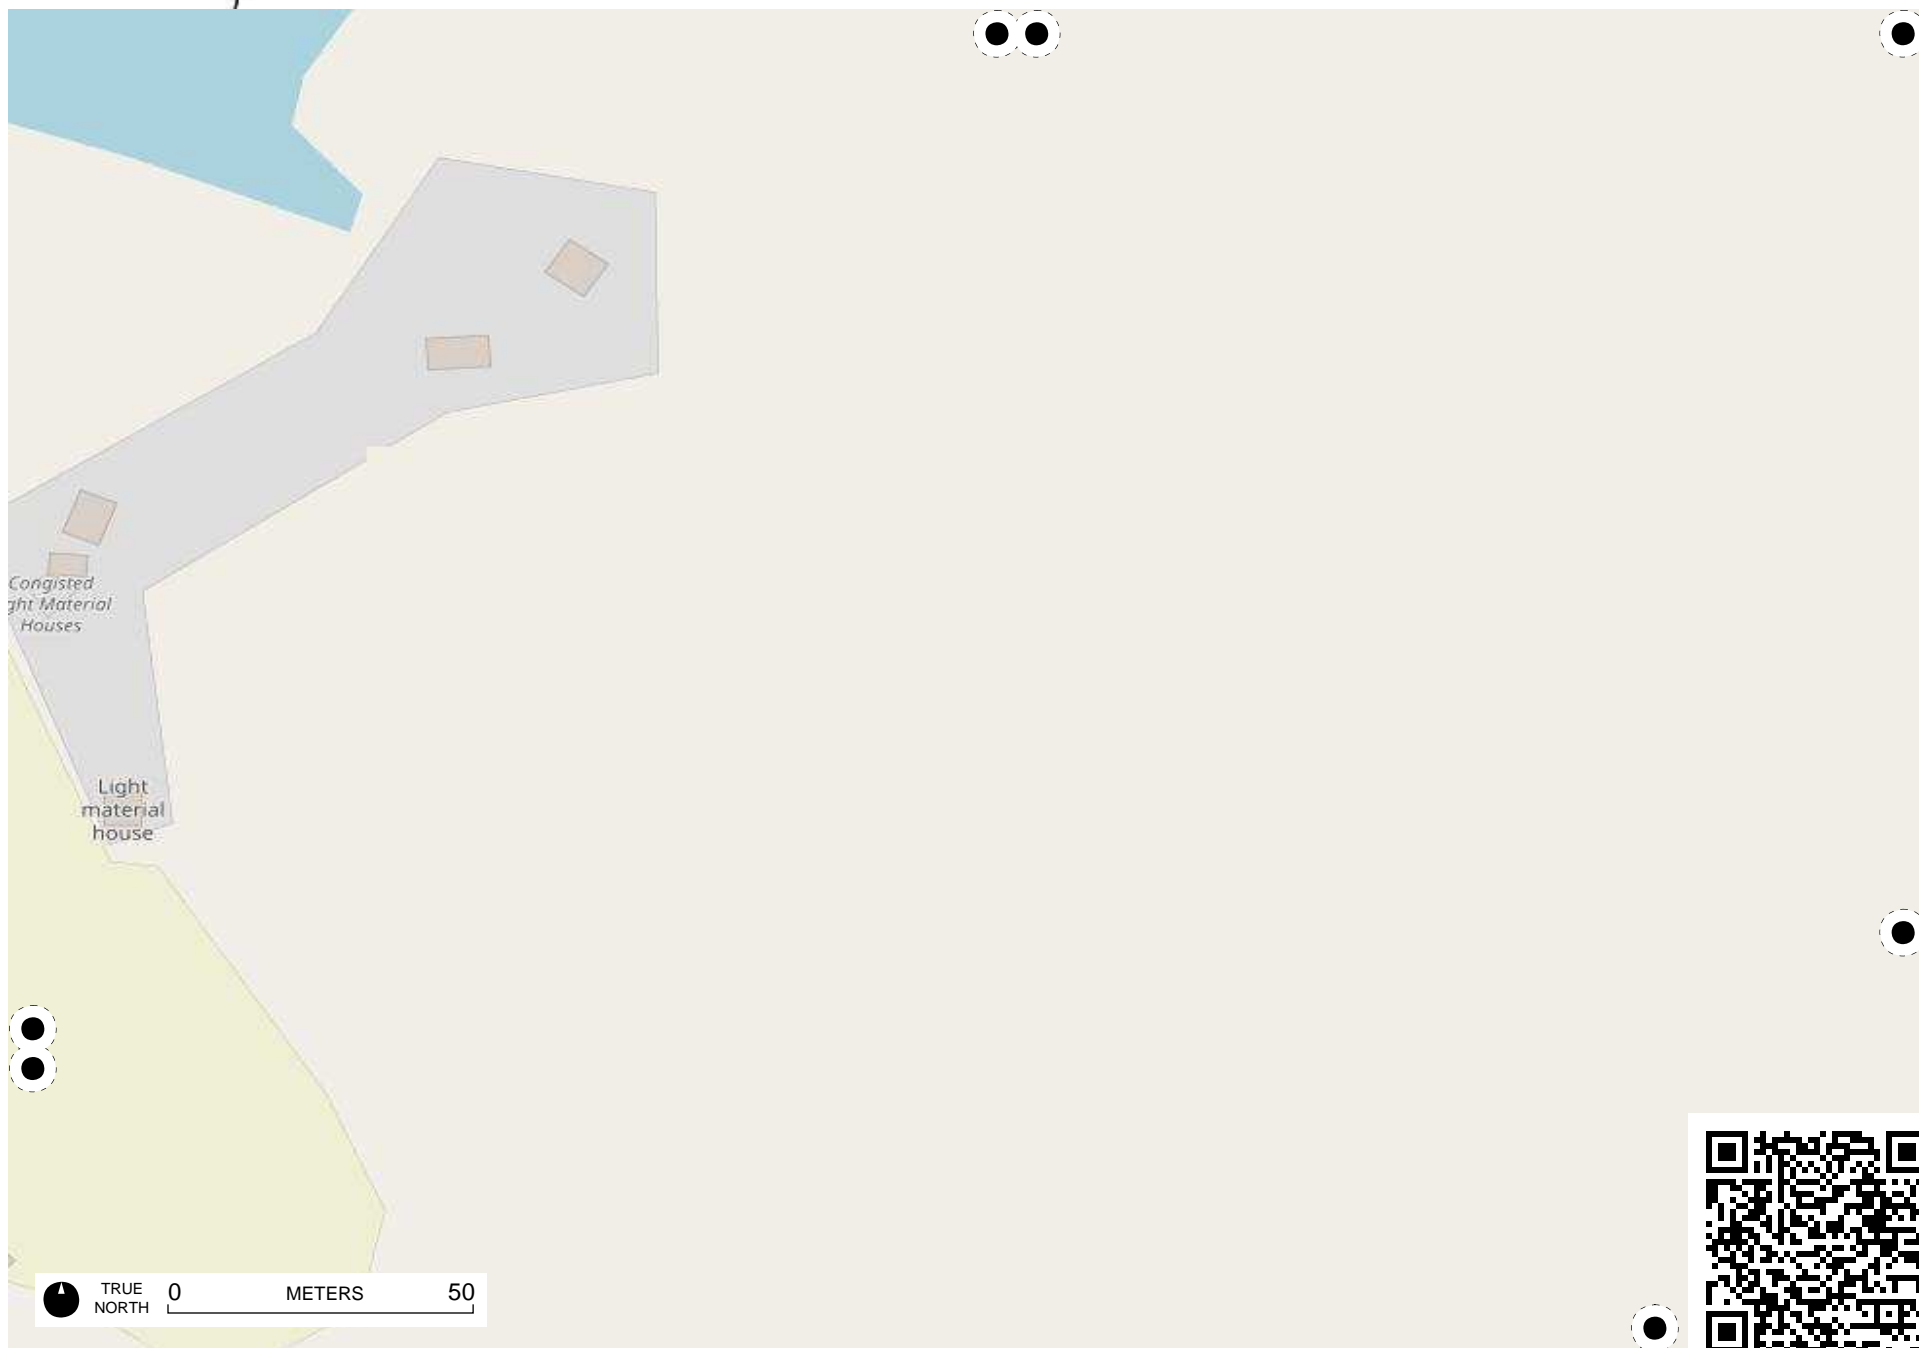 Congisted
ght Material
Houses
Light
material
house
TRUE
NORTH
0 METERS 50